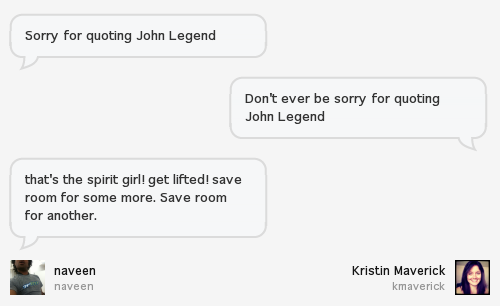 Sorry for quoting John Legend
Don't ever be sorry for quoting
John Legend
that's the spirit girl! get lifted! save
room for some more. Save room
for another.
naveen
naveen
Kristin Maverick
kmaverick